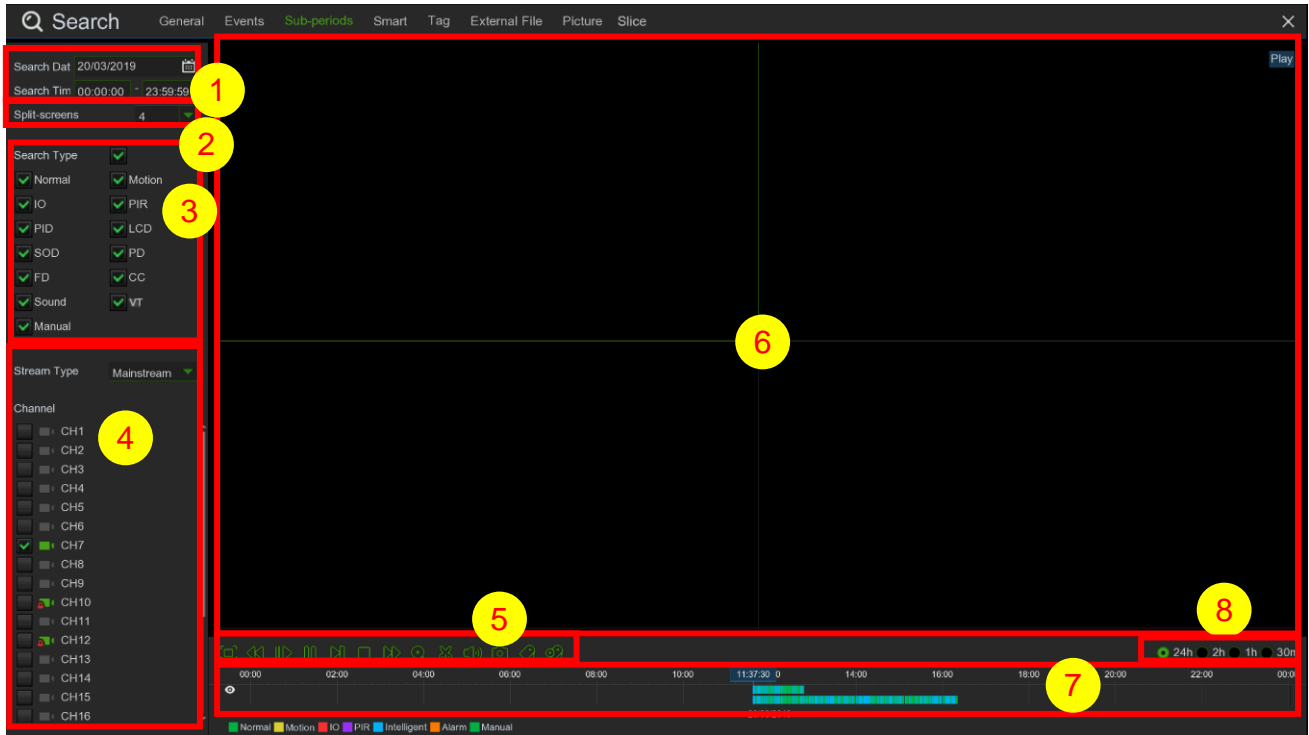 Search General Events Sub-periods Smart Tag External File Picture Slice
Search Dat 20/03/2019
Search Tim 00:00:00 - 23:59:59
1
Split-screens 4
2
Search Type
Normal Motion
IO PIR
3
PID LCD
SOD PD
FD CC
Sound VT
Manual
Stream Type Mainstream
Channel
CH1
4
CH2
CH3
CH4
CH5
CH6
CH7
CH8
CH9
CH10
CH11
CH12
CH13
CH14
CH15
CH16
Play
6
5
8
24h 2h 1h 30m
00:00 02:00 04:00 06:00 08:00 10:00 11:37:30 0 14:00 16:00 18:00 20:00 22:00 00:0
7
Normal Motion IO PIR Intelligent Alarm Manual